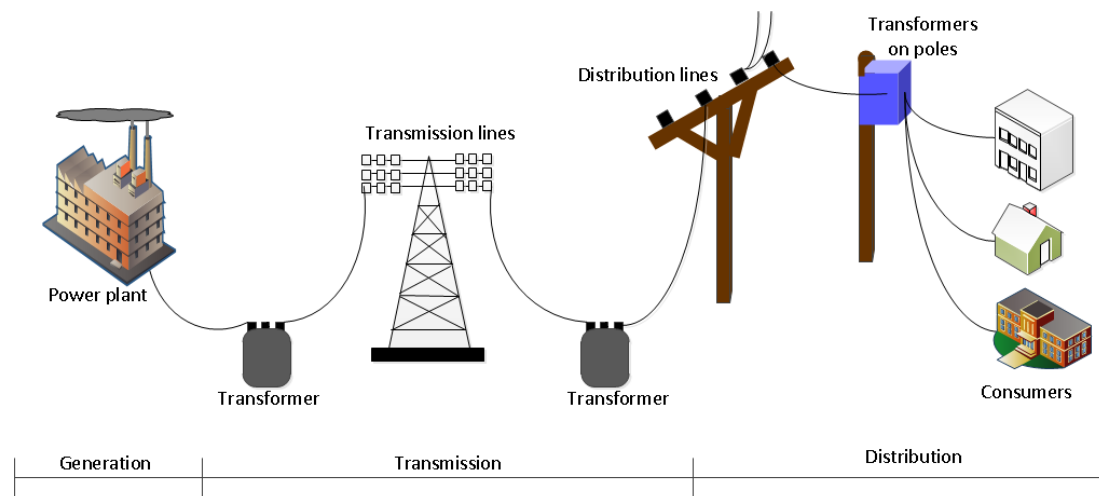 Transformers
on poles
Distribution lines
Transmission lines
Power plant
Transformer
Transformer
Consumers
Generation
Transmission
Distribution